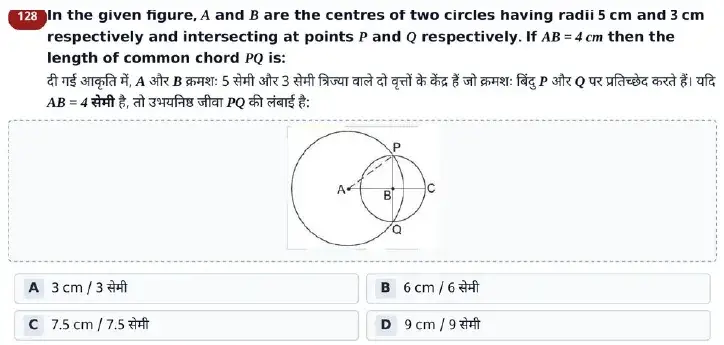 128 In the given figure, A and B are the centres of two circles having radii 5 cm and 3 cm
respectively and intersecting at points P and Q respectively. If AB = 4 cm then the
length of common chord PQ is:
दी गई आकृति में, A और B क्रमशः 5 सेमी और 3 सेमी त्रिज्या वाले दो वृत्तों के केंद्र हैं जो क्रमशः बिंदु P और Q पर प्रतिच्छेद करते हैं। यदि
AB = 4 सेमी है, तो उभयनिष्ठ जीवा PQ की लंबाई है:
P
A B C
Q
A 3 cm / 3 सेमी B 6 cm / 6 सेमी
C 7.5 cm / 7.5 सेमी D 9 cm / 9 सेमी